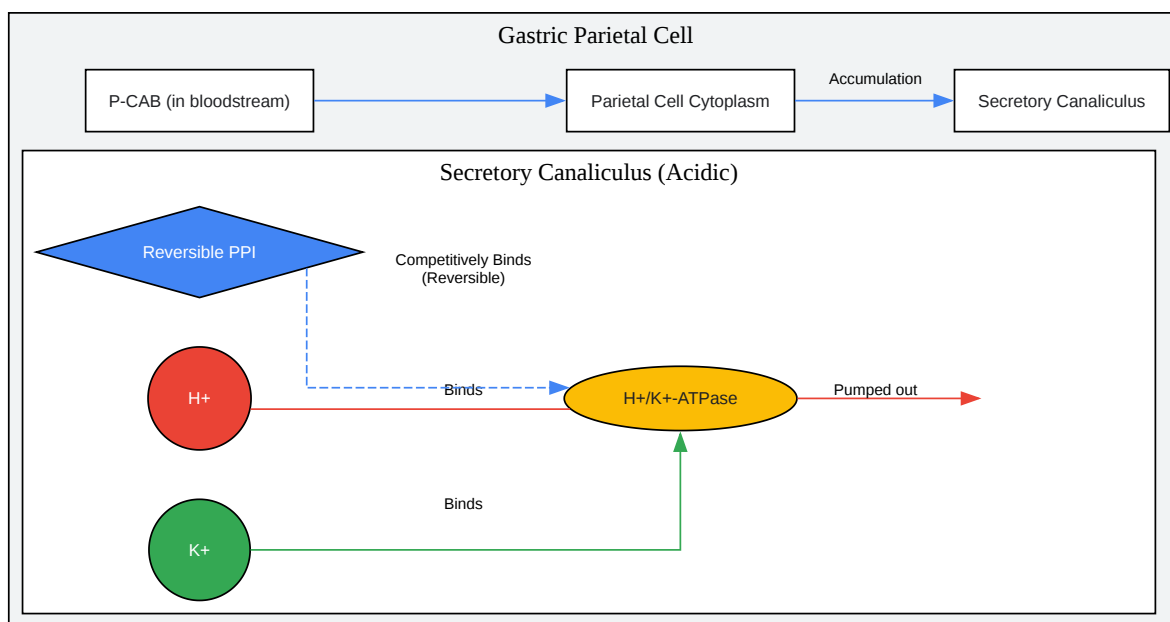 Gastric Parietal Cell
P-CAB (in bloodstream)
Parietal Cell Cytoplasm
Accumulation
Secretory Canaliculus
Secretory Canaliculus (Acidic)
Reversible PPI
Competitively Binds
(Reversible)
H+
Binds
H+/K+-ATPase
Pumped out
Binds
K+